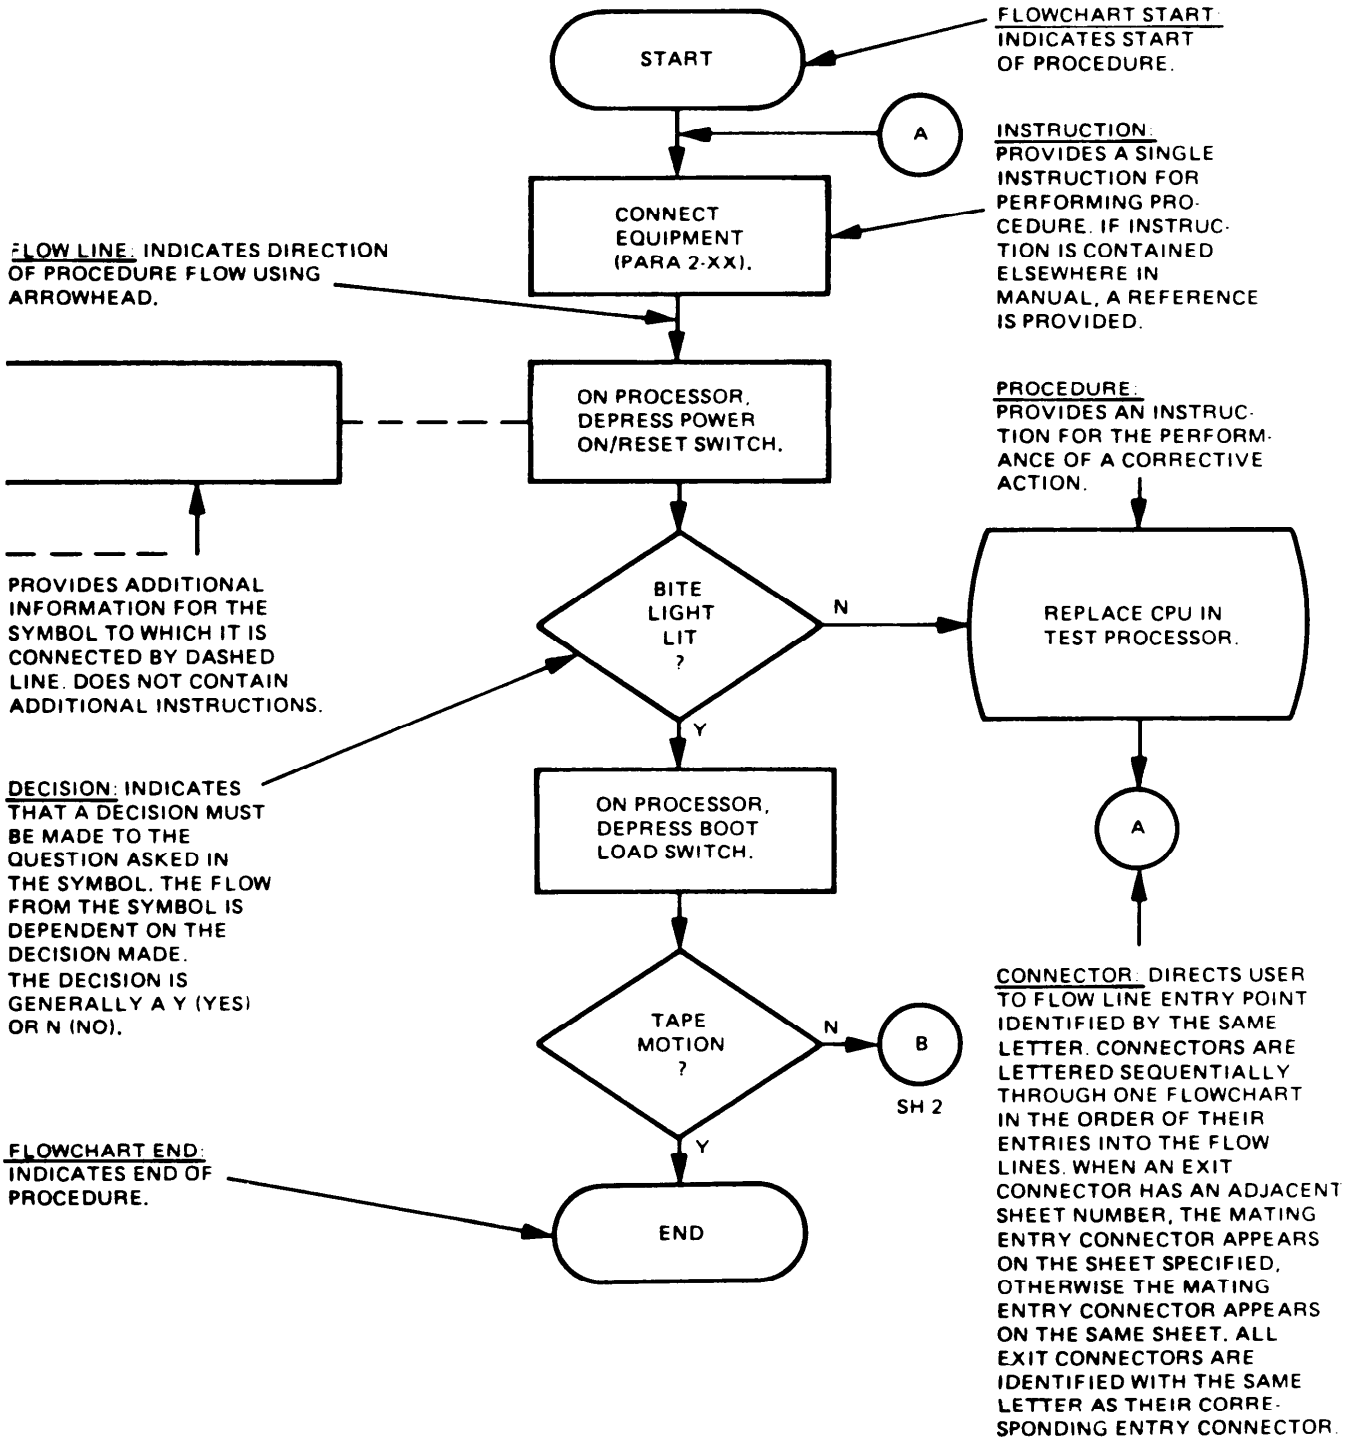 START
FLOWCHART START:
INDICATES START
OF PROCEDURE.
A
INSTRUCTION:
PROVIDES A SINGLE
INSTRUCTION FOR
PERFORMING PRO-
CEDURE. IF INSTRUC-
TION IS CONTAINED
ELSEWHERE IN
MANUAL, A REFERENCE
IS PROVIDED.
CONNECT
EQUIPMENT
(PARA 2-XX).
FLOW LINE: INDICATES DIRECTION
OF PROCEDURE FLOW USING
ARROWHEAD.
ON PROCESSOR,
DEPRESS POWER
ON/RESET SWITCH.
PROCEDURE:
PROVIDES AN INSTRUC-
TION FOR THE PERFORM-
ANCE OF A CORRECTIVE
ACTION.
PROVIDES ADDITIONAL
INFORMATION FOR THE
SYMBOL TO WHICH IT IS
CONNECTED BY DASHED
LINE. DOES NOT CONTAIN
ADDITIONAL INSTRUCTIONS.
BITE
LIGHT
LIT
?
N
REPLACE CPU IN
TEST PROCESSOR.
Y
DECISION: INDICATES
THAT A DECISION MUST
BE MADE TO THE
QUESTION ASKED IN
THE SYMBOL. THE FLOW
FROM THE SYMBOL IS
DEPENDENT ON THE
DECISION MADE.
THE DECISION IS
GENERALLY A Y (YES)
OR N (NO).
ON PROCESSOR,
DEPRESS BOOT
LOAD SWITCH.
A
TAPE
MOTION
?
N
B
SH 2
Y
CONNECTOR: DIRECTS USER
TO FLOW LINE ENTRY POINT
IDENTIFIED BY THE SAME
LETTER. CONNECTORS ARE
LETTERED SEQUENTIALLY
THROUGH ONE FLOWCHART
IN THE ORDER OF THEIR
ENTRIES INTO THE FLOW
LINES. WHEN AN EXIT
CONNECTOR HAS AN ADJACENT
SHEET NUMBER, THE MATING
ENTRY CONNECTOR APPEARS
ON THE SHEET SPECIFIED,
OTHERWISE THE MATING
ENTRY CONNECTOR APPEARS
ON THE SAME SHEET. ALL
EXIT CONNECTORS ARE
IDENTIFIED WITH THE SAME
LETTER AS THEIR CORRE-
SPONDING ENTRY CONNECTOR.
FLOWCHART END:
INDICATES END OF
PROCEDURE.
END